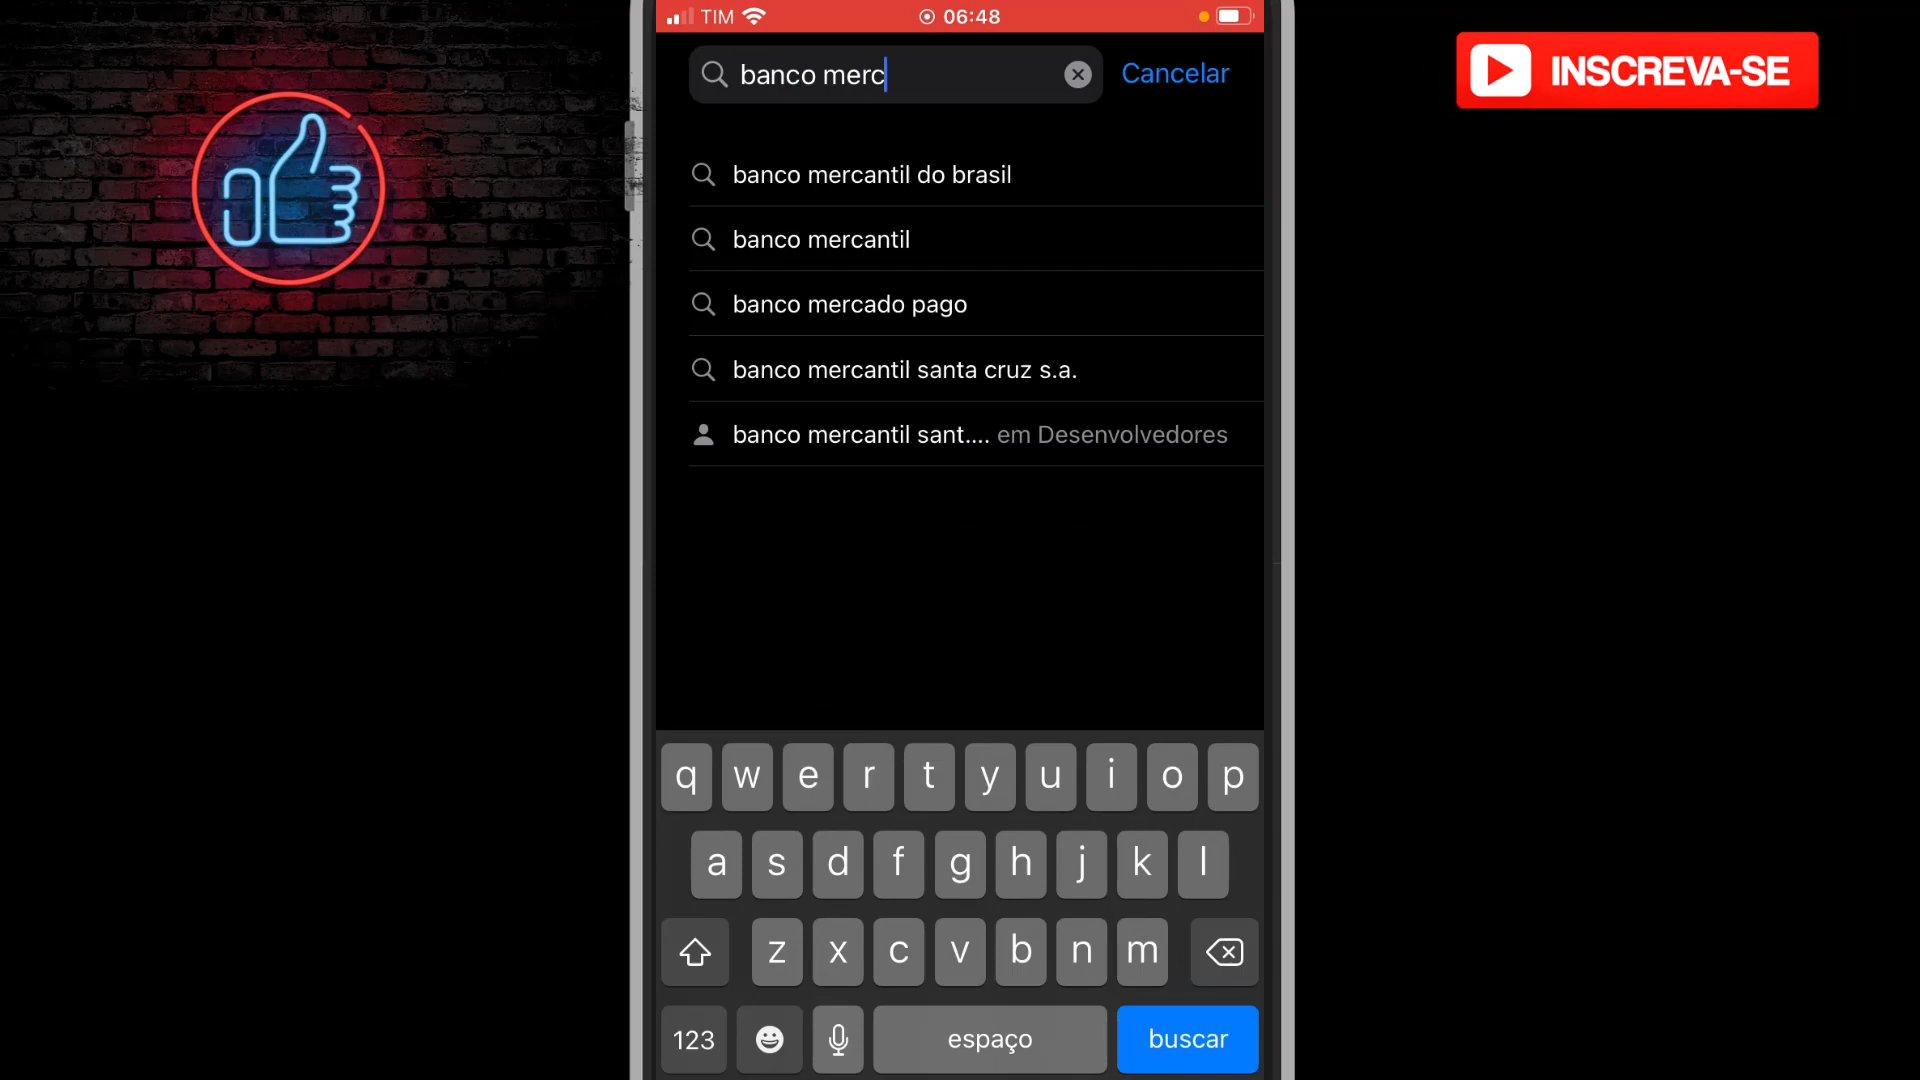 TIM 06:48
banco merc
Cancelar
INSCREVA-SE
banco mercantil do brasil
banco mercantil
banco mercado pago
banco mercantil santa cruz s.a.
banco mercantil sant.... em Desenvolvedores
q w e r t y u i o p
a s d f g h j k l
z x c v b n m
123 espaço buscar